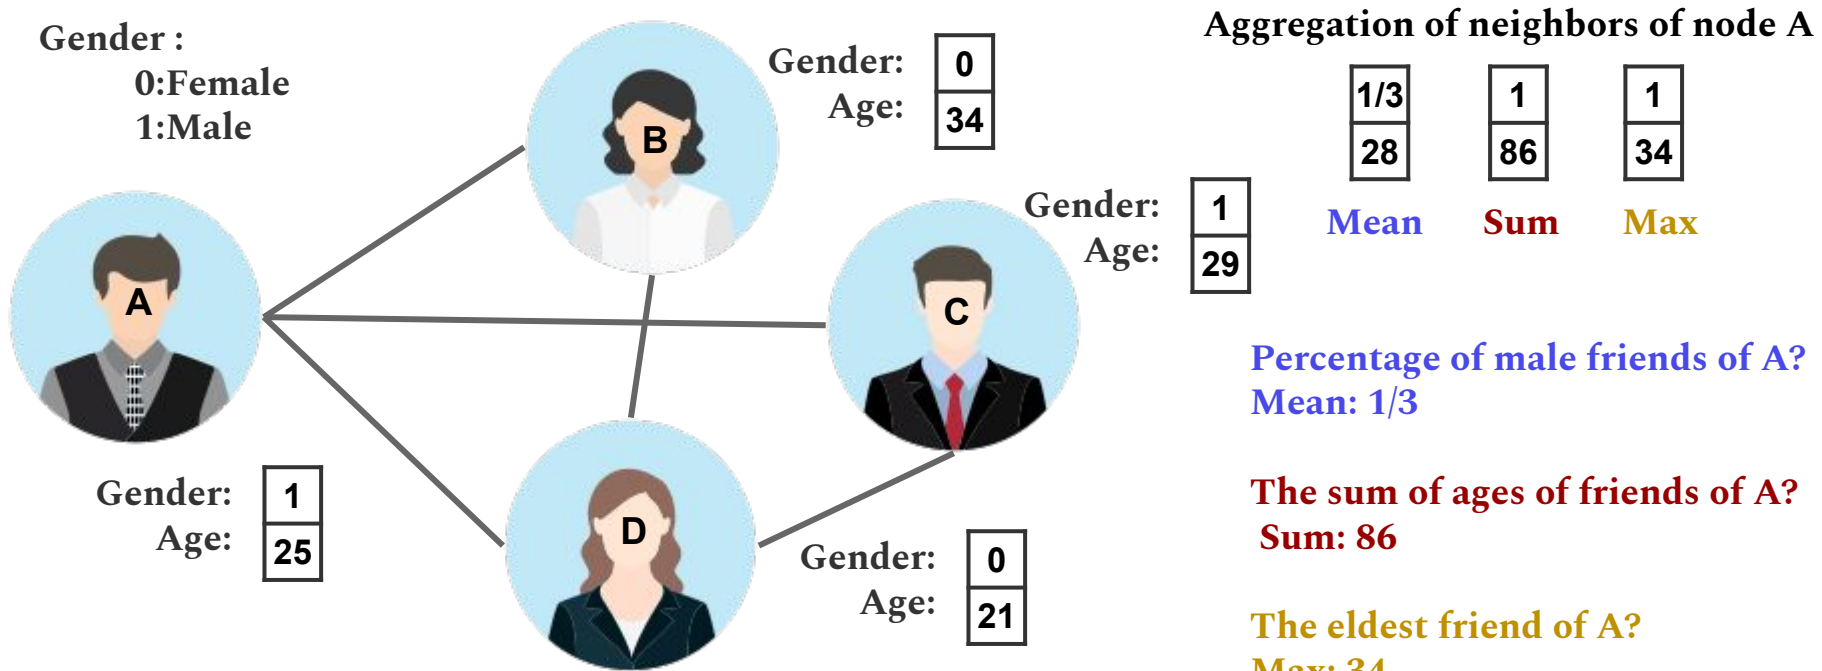 Gender :
0:Female
1:Male
A
Gender:
1
Age:
25
B
Gender:
0
Age:
34
C
Gender:
1
Age:
29
D
Gender:
0
Age:
21
Aggregation of neighbors of node A
1/3 1 1
28 86 34
Mean Sum Max
Percentage of male friends of A?
Mean: 1/3
The sum of ages of friends of A?
Sum: 86
The eldest friend of A?
Max: 34